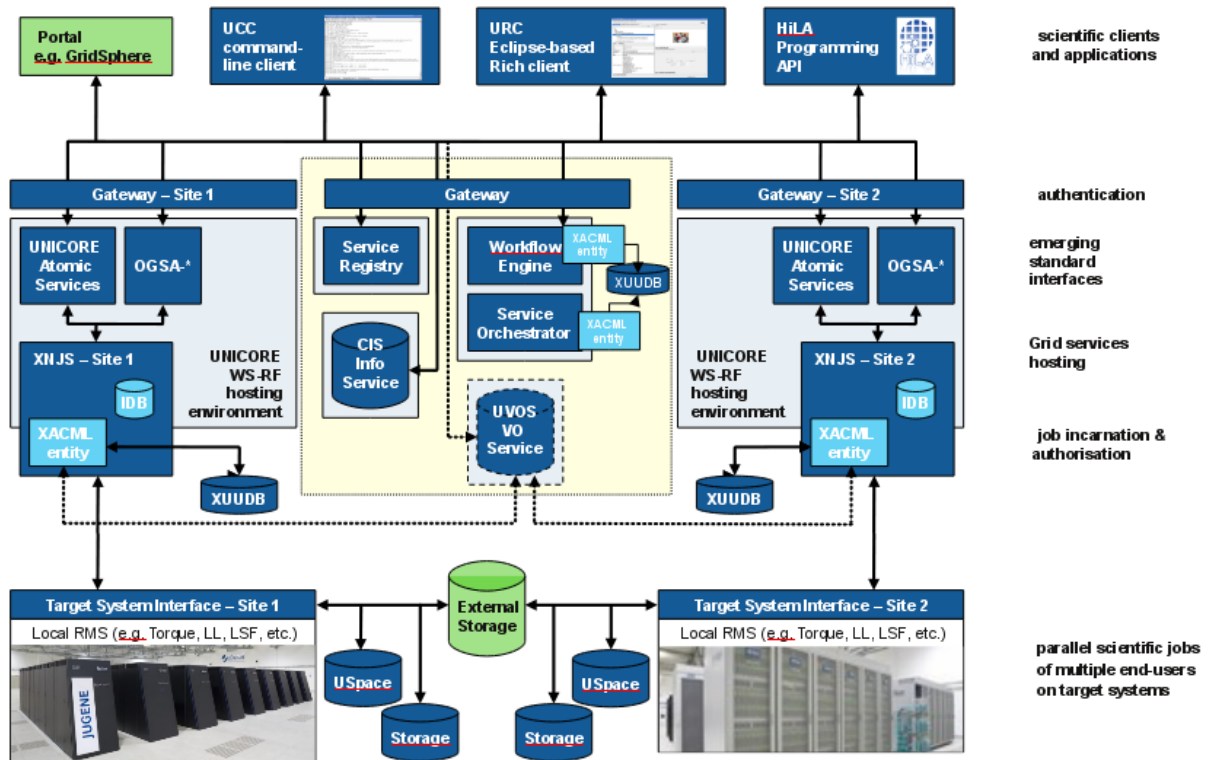 Portal
e.g. GridSphere
UCC
command-
line client
URC
Eclipse-based
Rich client
HiLA
Programming
API
scientific clients
and applications
Gateway – Site 1
Gateway
Gateway – Site 2
authentication
UNICORE
Atomic
Services
OGSA-*
Service
Registry
Workflow
Engine
XACML
entity
XUUDB
Service
Orchestrator
XACML
entity
UNICORE
Atomic
Services
OGSA-*
emerging
standard
interfaces
XNJS – Site 1
IDB
XACML
entity
UNICORE
WS-RF
hosting
environment
XUUDB
CIS
Info
Service
UVOS
VO
Service
UNICORE
WS-RF
hosting
environment
XNJS – Site 2
IDB
XACML
entity
XUUDB
Grid services
hosting
job incarnation &
authorisation
Target System Interface – Site 1
Local RMS (e.g. Torque, LL, LSF, etc.)
JUGENE
External
Storage
USpace
Storage
USpace
Storage
Target System Interface – Site 2
Local RMS (e.g. Torque, LL, LSF, etc.)
parallel scientific jobs
of multiple end-users
on target systems